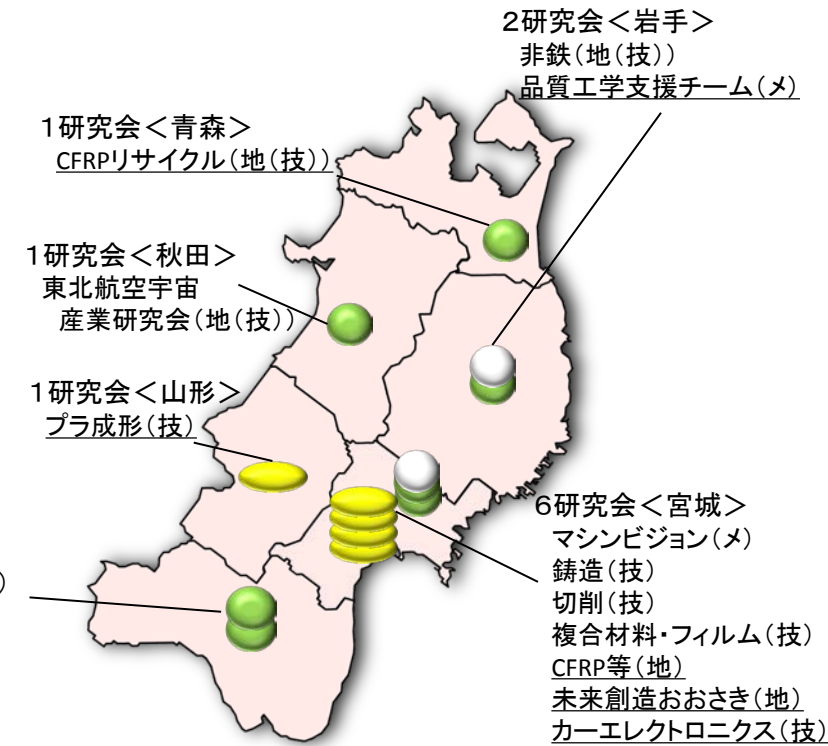 2研究会＜岩手＞
非鉄（地（技））
品質工学支援チーム（メ）
1研究会＜青森＞
CFRPリサイクル（地（技））
1研究会＜秋田＞
東北航空宇宙
産業研究会（地（技））
1研究会＜山形＞
プラ成形（技）
6研究会＜宮城＞
マシンビジョン（メ）
鋳造（技）
切削（技）
複合材料・フィルム（技）
CFRP等（地）
未来創造おおさき（地）
カーエレクトロニクス（技）
）